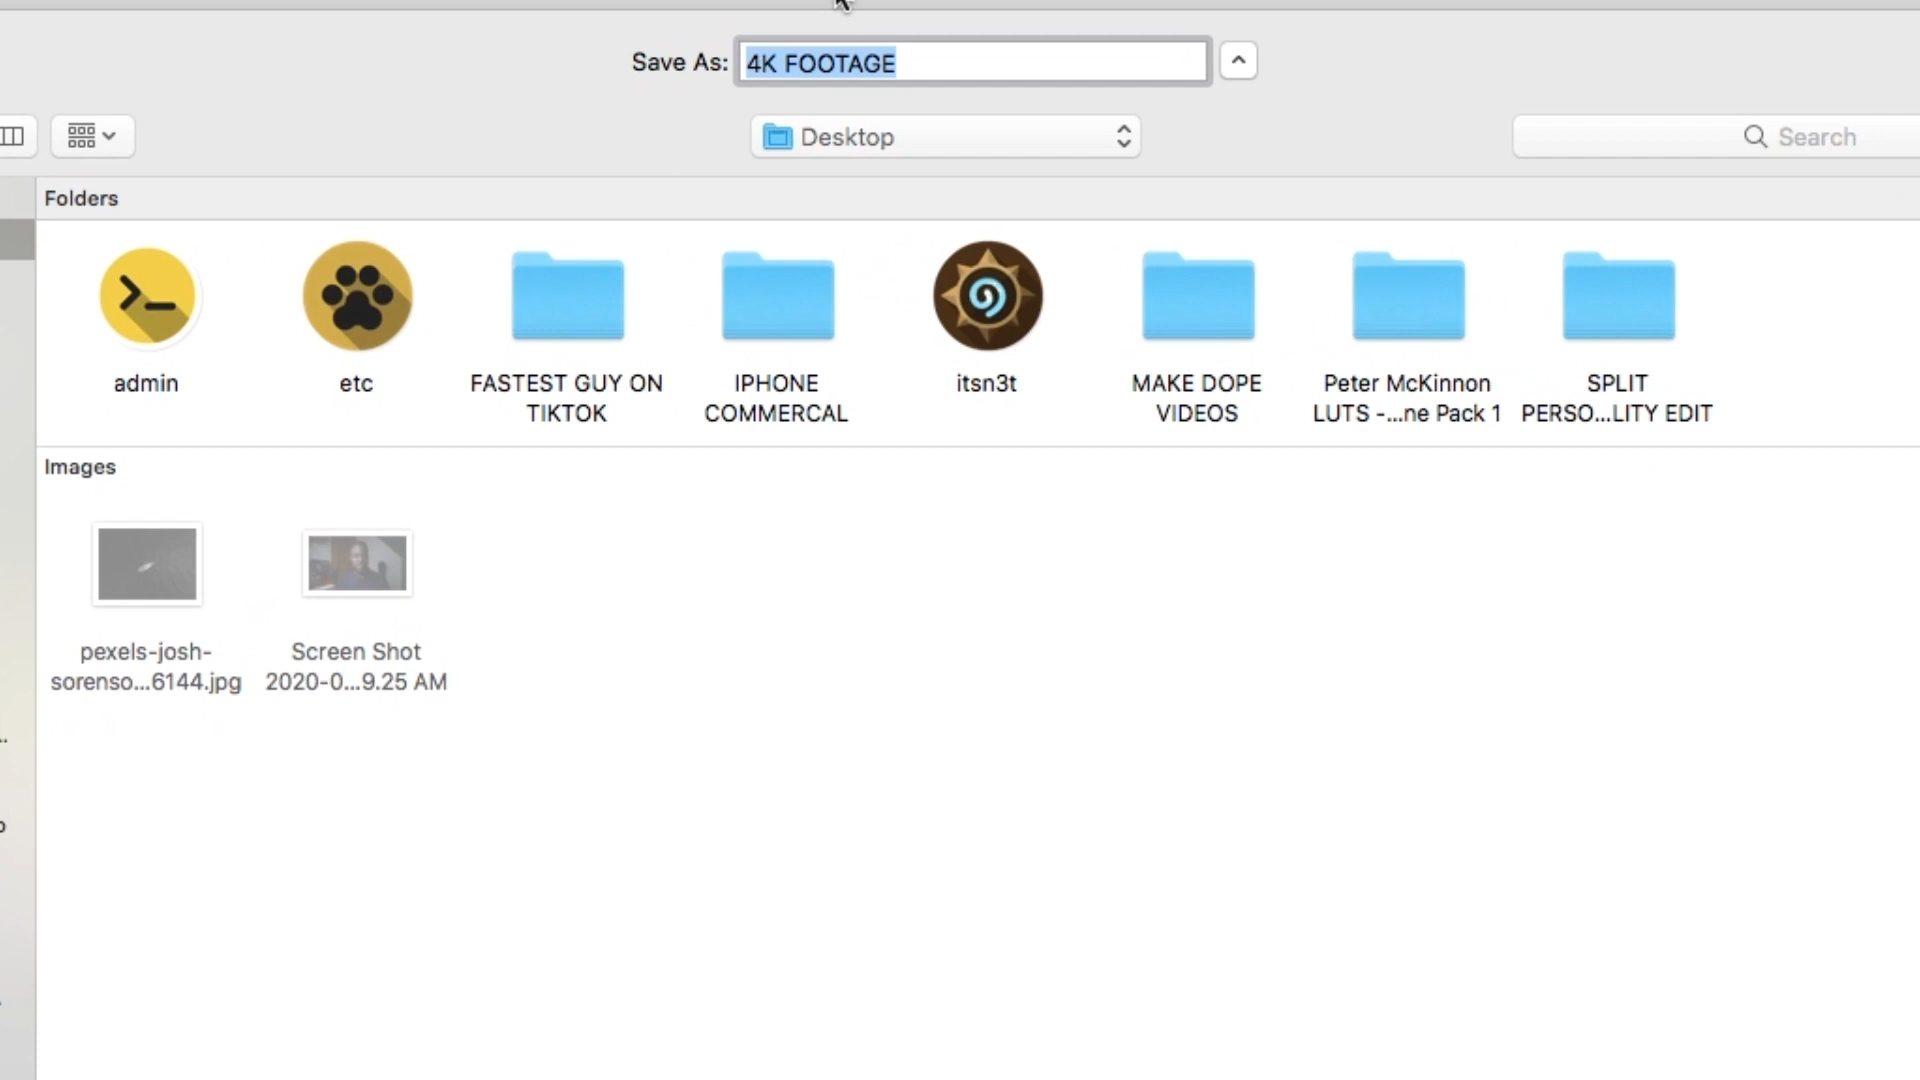 Save As: 4K FOOTAGE
Desktop
Search
Folders
admin
etc
FASTEST GUY ON
TIKTOK
IPHONE
COMMERCAL
itsn3t
MAKE DOPE
VIDEOS
Peter McKinnon
LUTS -...ne Pack 1
SPLIT
PERSO...LITY EDIT
Images
pexels-josh-
sorenso...6144.jpg
Screen Shot
2020-0...9.25 AM